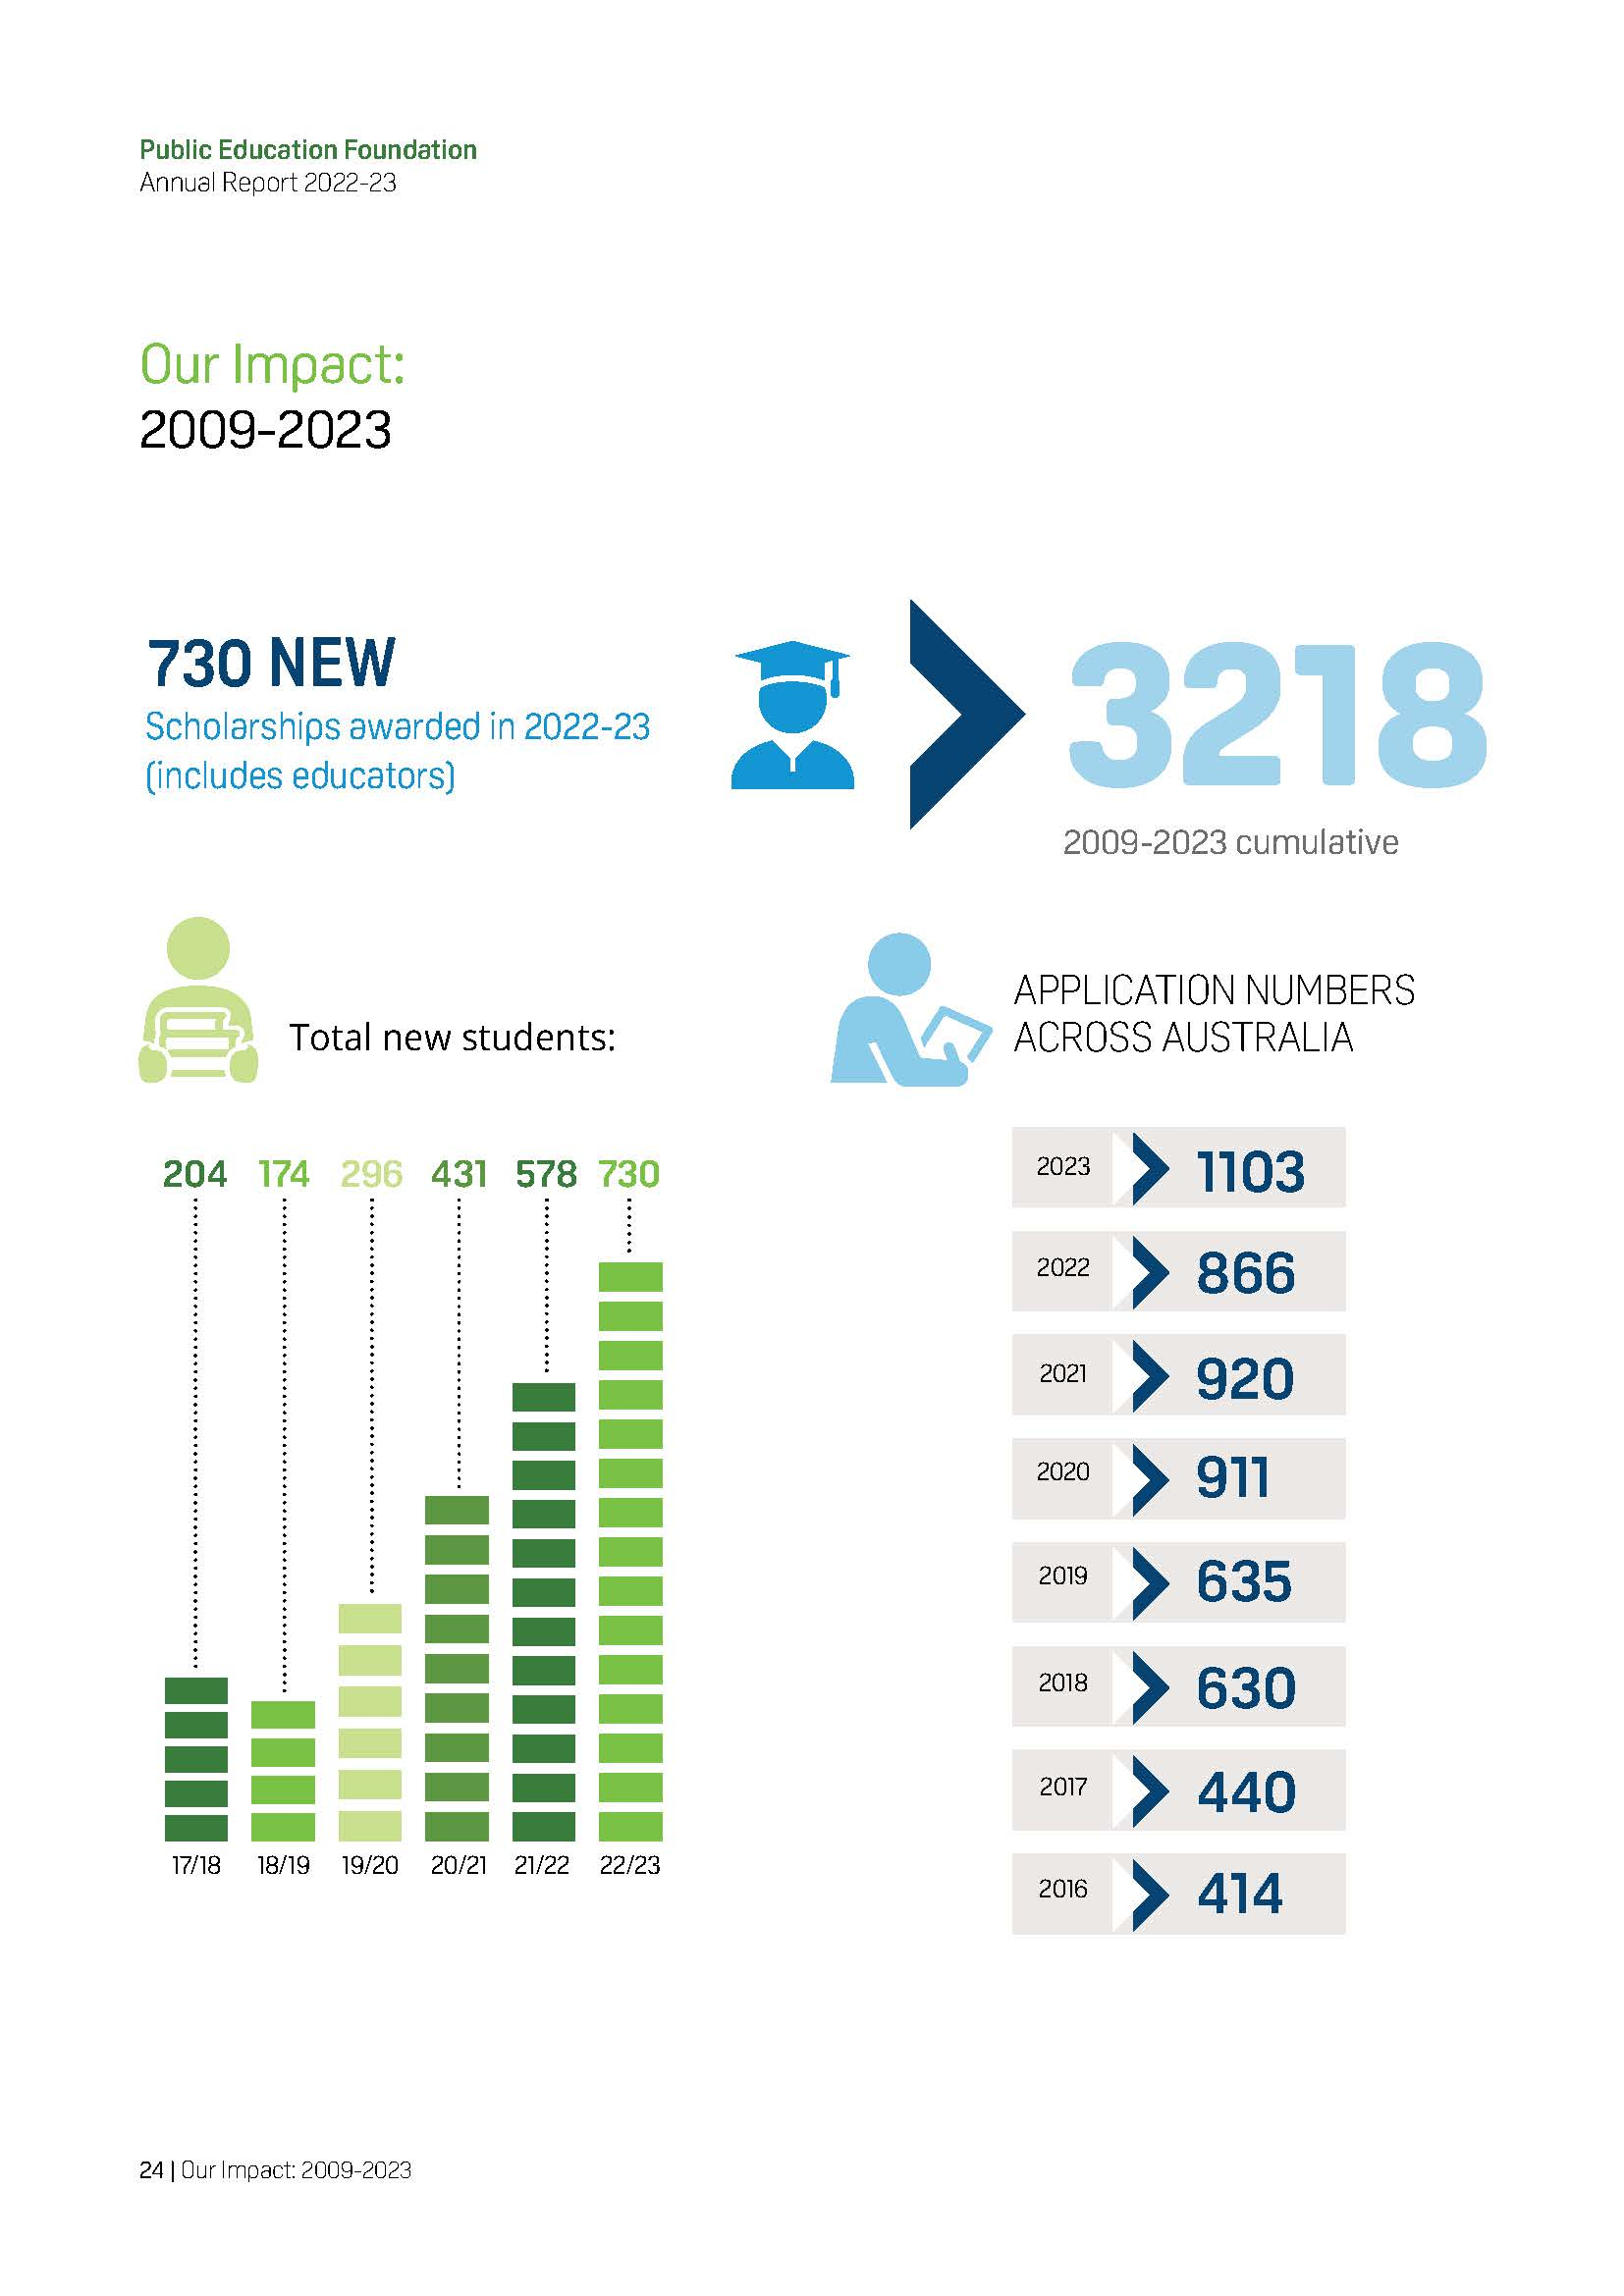 Public Education Foundation
Annual Report 2022-23
Our Impact:
2009-2023
730 NEW
Scholarships awarded in 2022-23
(includes educators)
3218
2009-2023 cumulative
Total new students:
204 174 296 431 578 730
17/18 18/19 19/20 20/21 21/22 22/23
APPLICATION NUMBERS
ACROSS AUSTRALIA
2023 1103
2022 866
2021 920
2020 911
2019 635
2018 630
2017 440
2016 414
24 | Our Impact: 2009-2023